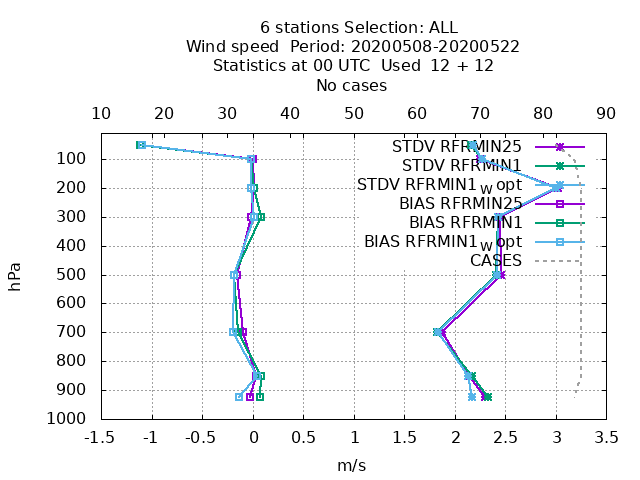 6 stations Selection: ALL
Wind speed  Period: 20200508-20200522
Statistics at 00 UTC  Used  12 + 12
No cases
10 20 30 40 50 60 70 80 90
STDV RFRMIN25
STDV RFRMIN1
STDV RFRMIN1w opt
BIAS RFRMIN25
BIAS RFRMIN1
BIAS RFRMIN1w opt
CASES
100
200
300
400
500
600
700
800
900
1000
hPa
-1.5 -1 -0.5 0 0.5 1 1.5 2 2.5 3 3.5
m/s